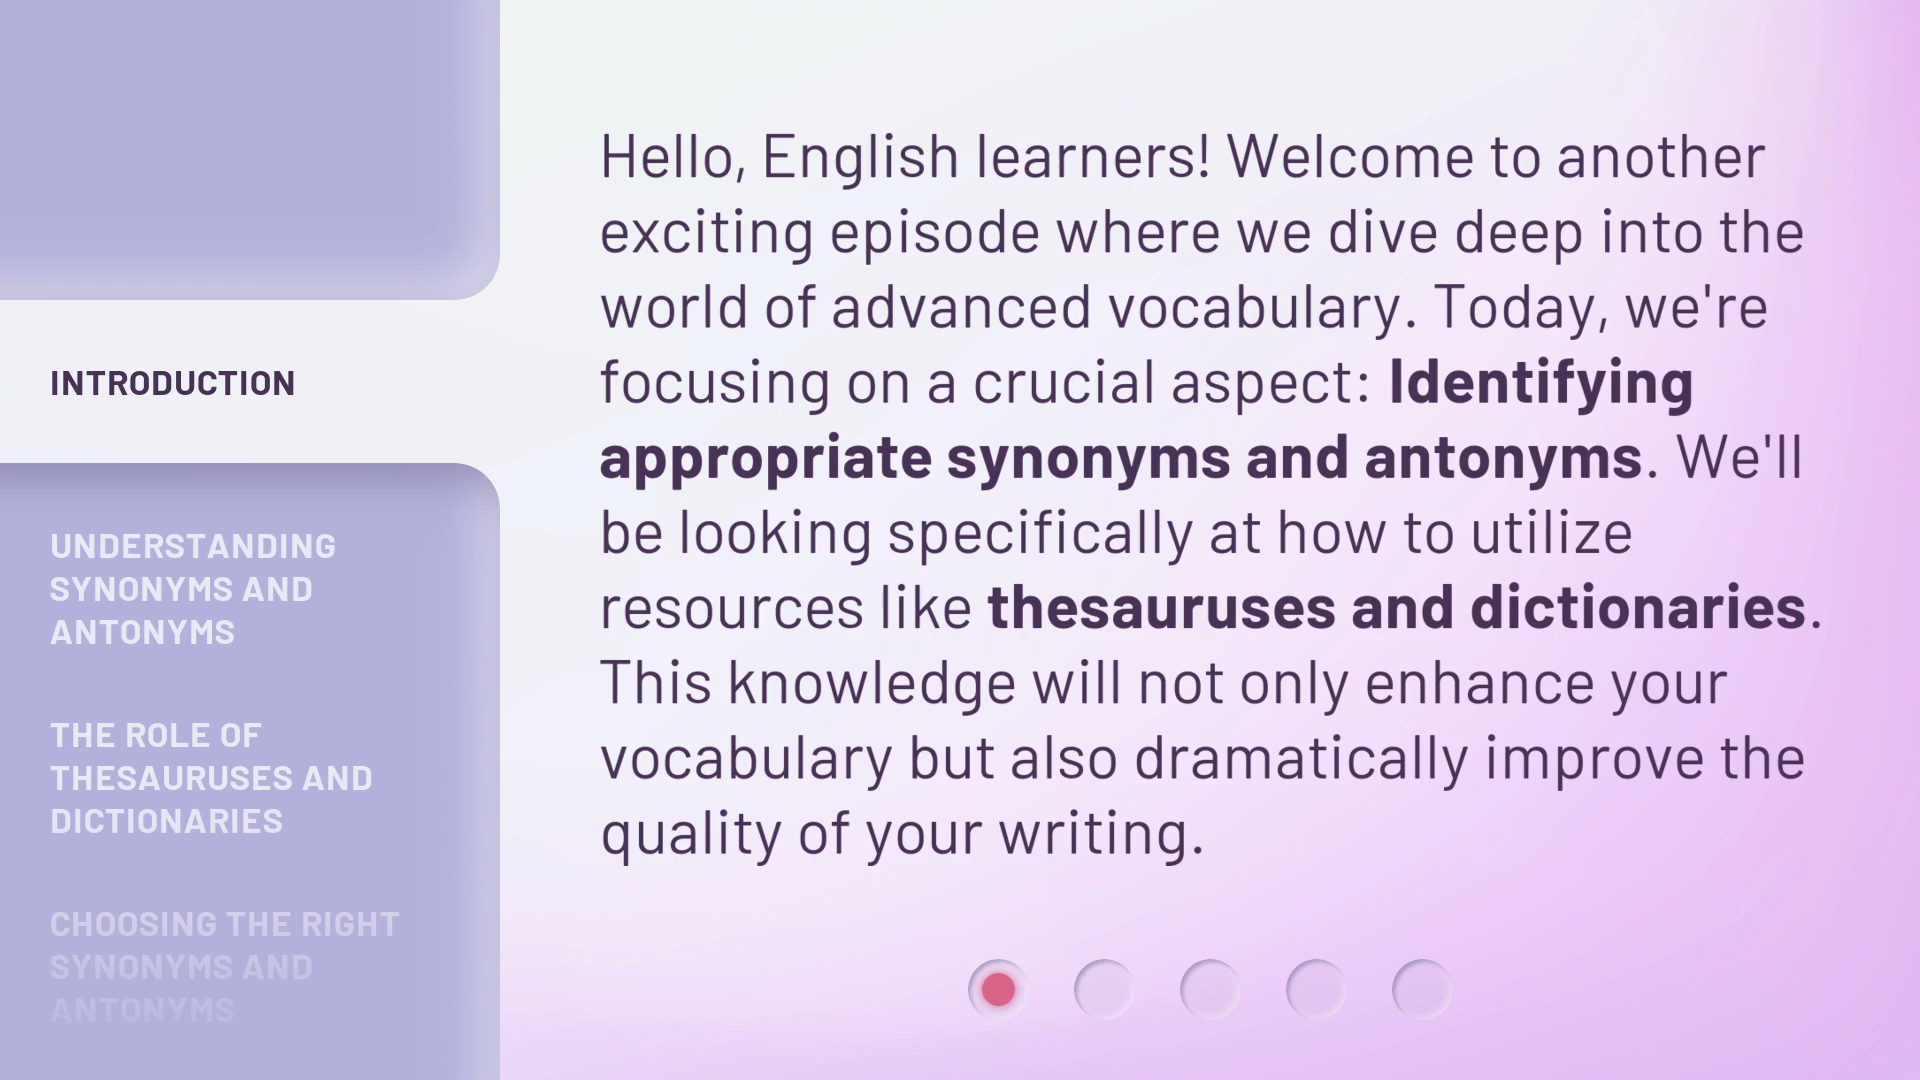 INTRODUCTION
UNDERSTANDING
SYNONYMS AND
ANTONYMS
THE ROLE OF
THESAURUSES AND
DICTIONARIES
CHOOSING THE RIGHT
SYNONYMS AND
ANTONYMS
Hello, English learners! Welcome to another
exciting episode where we dive deep into the
world of advanced vocabulary. Today, we're
focusing on a crucial aspect: Identifying
appropriate synonyms and antonyms. We'll
be looking specifically at how to utilize
resources like thesauruses and dictionaries.
This knowledge will not only enhance your
vocabulary but also dramatically improve the
quality of your writing.